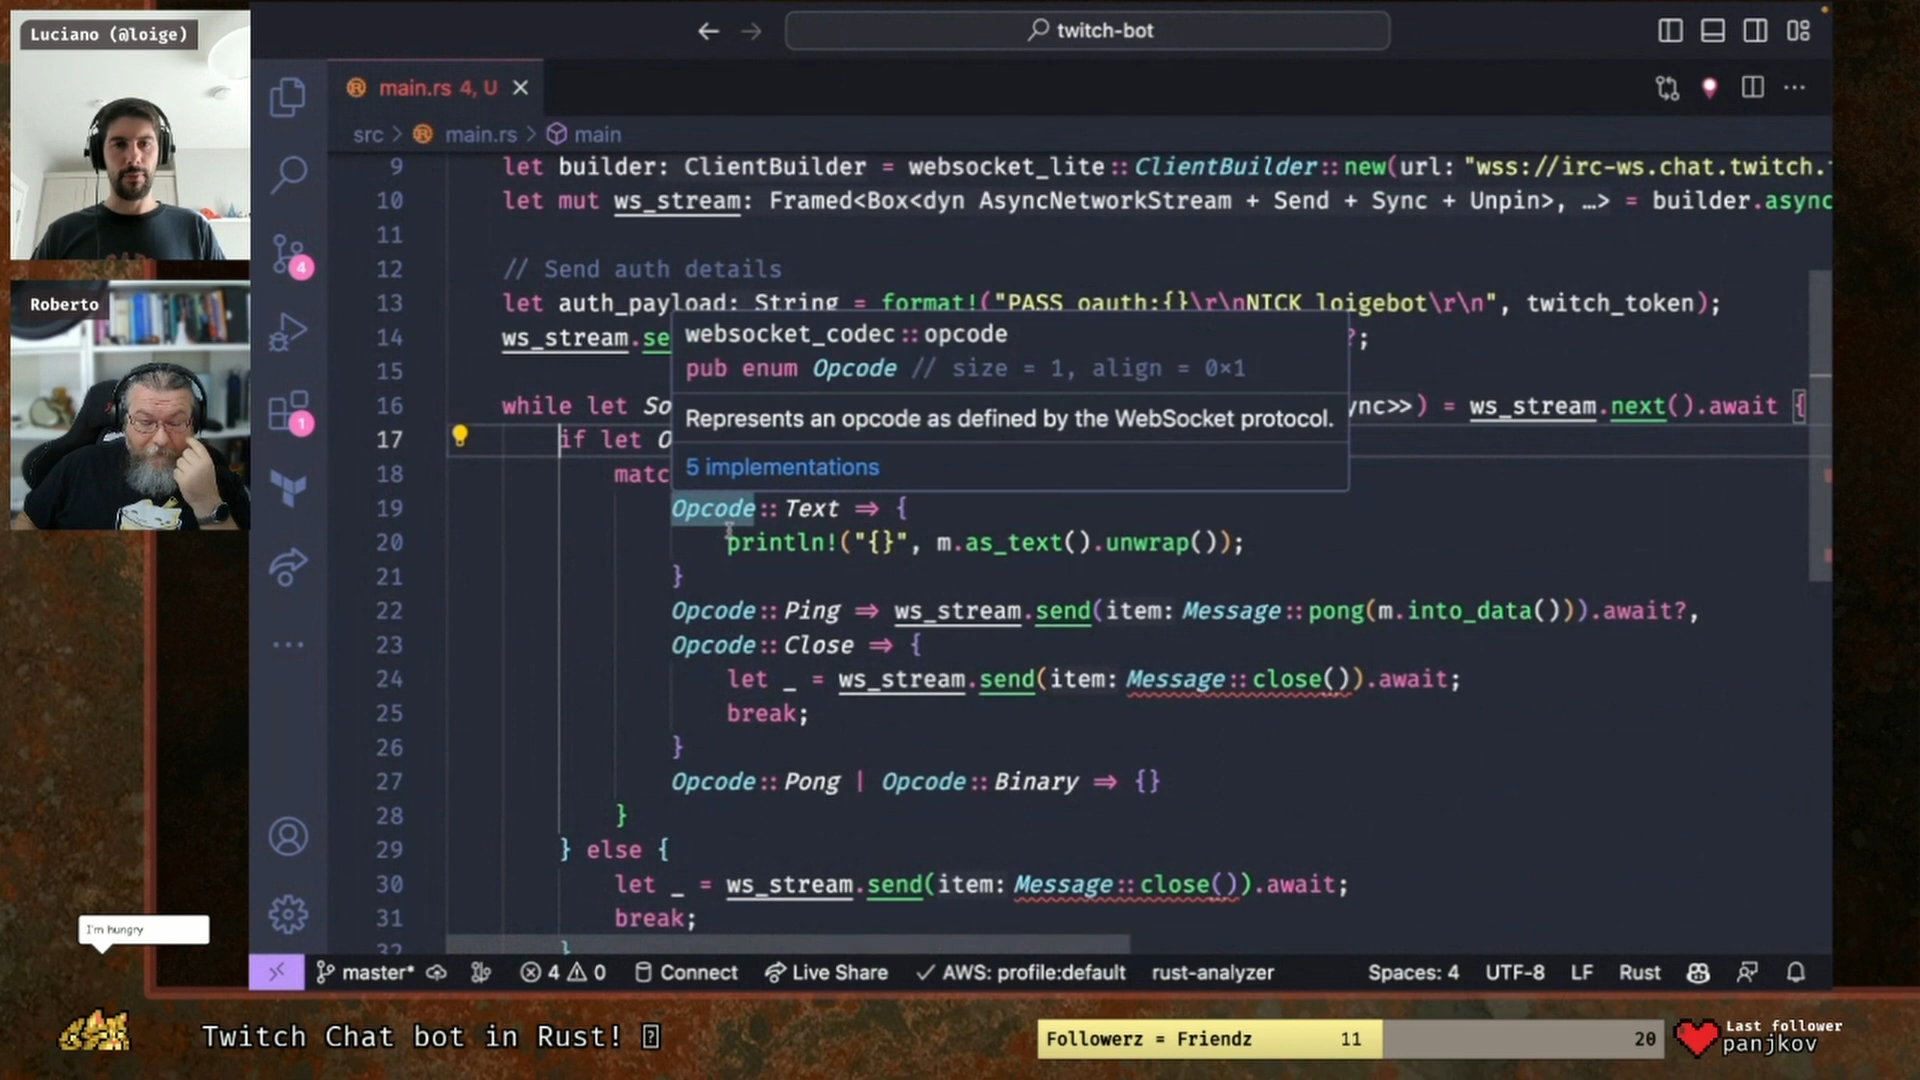 Luciano (@loige)
Roberto
twitch-bot
main.rs 4, U
src > main.rs > main
9 let builder: ClientBuilder = websocket_lite::ClientBuilder::new(url: "wss://irc-ws.chat.twitch.
10 let mut ws_stream: Framed<Box<dyn AsyncNetworkStream + Send + Sync + Unpin>, …> = builder.async
11
12 // Send auth details
13 let auth_payload: String = format!("PASS oauth:{}\r\nNICK loigebot\r\n", twitch_token);
14 ws_stream.se ?;
websocket_codec::opcode
pub enum Opcode // size = 1, align = 0×1
Represents an opcode as defined by the WebSocket protocol.
5 implementations
15
16 while let So ync>>) = ws_stream.next().await {
17 if let O
18 matc
19 Opcode::Text => {
20 println!("{}", m.as_text().unwrap());
21 }
22 Opcode::Ping => ws_stream.send(item: Message::pong(m.into_data())).await?,
23 Opcode::Close => {
24 let _ = ws_stream.send(item: Message::close()).await;
25 break;
26 }
27 Opcode::Pong | Opcode::Binary => {}
28 }
29 } else {
30 let _ = ws_stream.send(item: Message::close()).await;
31 break;
32 }
4
1
I'm hungry
master* 4 0 Connect Live Share AWS: profile:default rust-analyzer Spaces: 4 UTF-8 LF Rust
Twitch Chat bot in Rust!
Followerz = Friendz 11 20
Last follower
panjkov